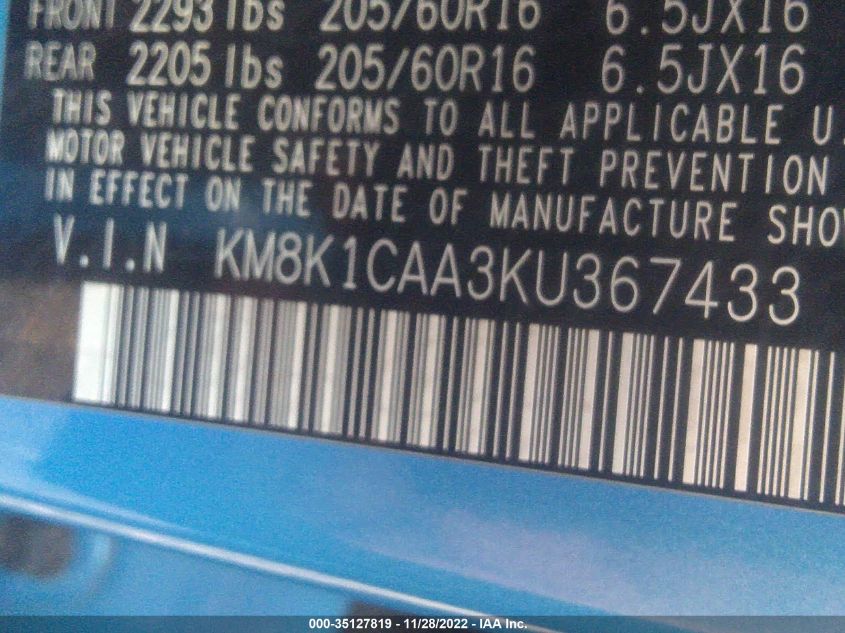 FRONT 2293 lbs 205/60R16 6.5JX16
REAR 2205 lbs 205/60R16 6.5JX16
THIS VEHICLE CONFORMS TO ALL APPLICABLE U.
MOTOR VEHICLE SAFETY AND THEFT PREVENTION
IN EFFECT ON THE DATE OF MANUFACTURE SHO
V.I.N KM8K1CAA3KU367433
000-35127819 - 11/28/2022 - IAA Inc.